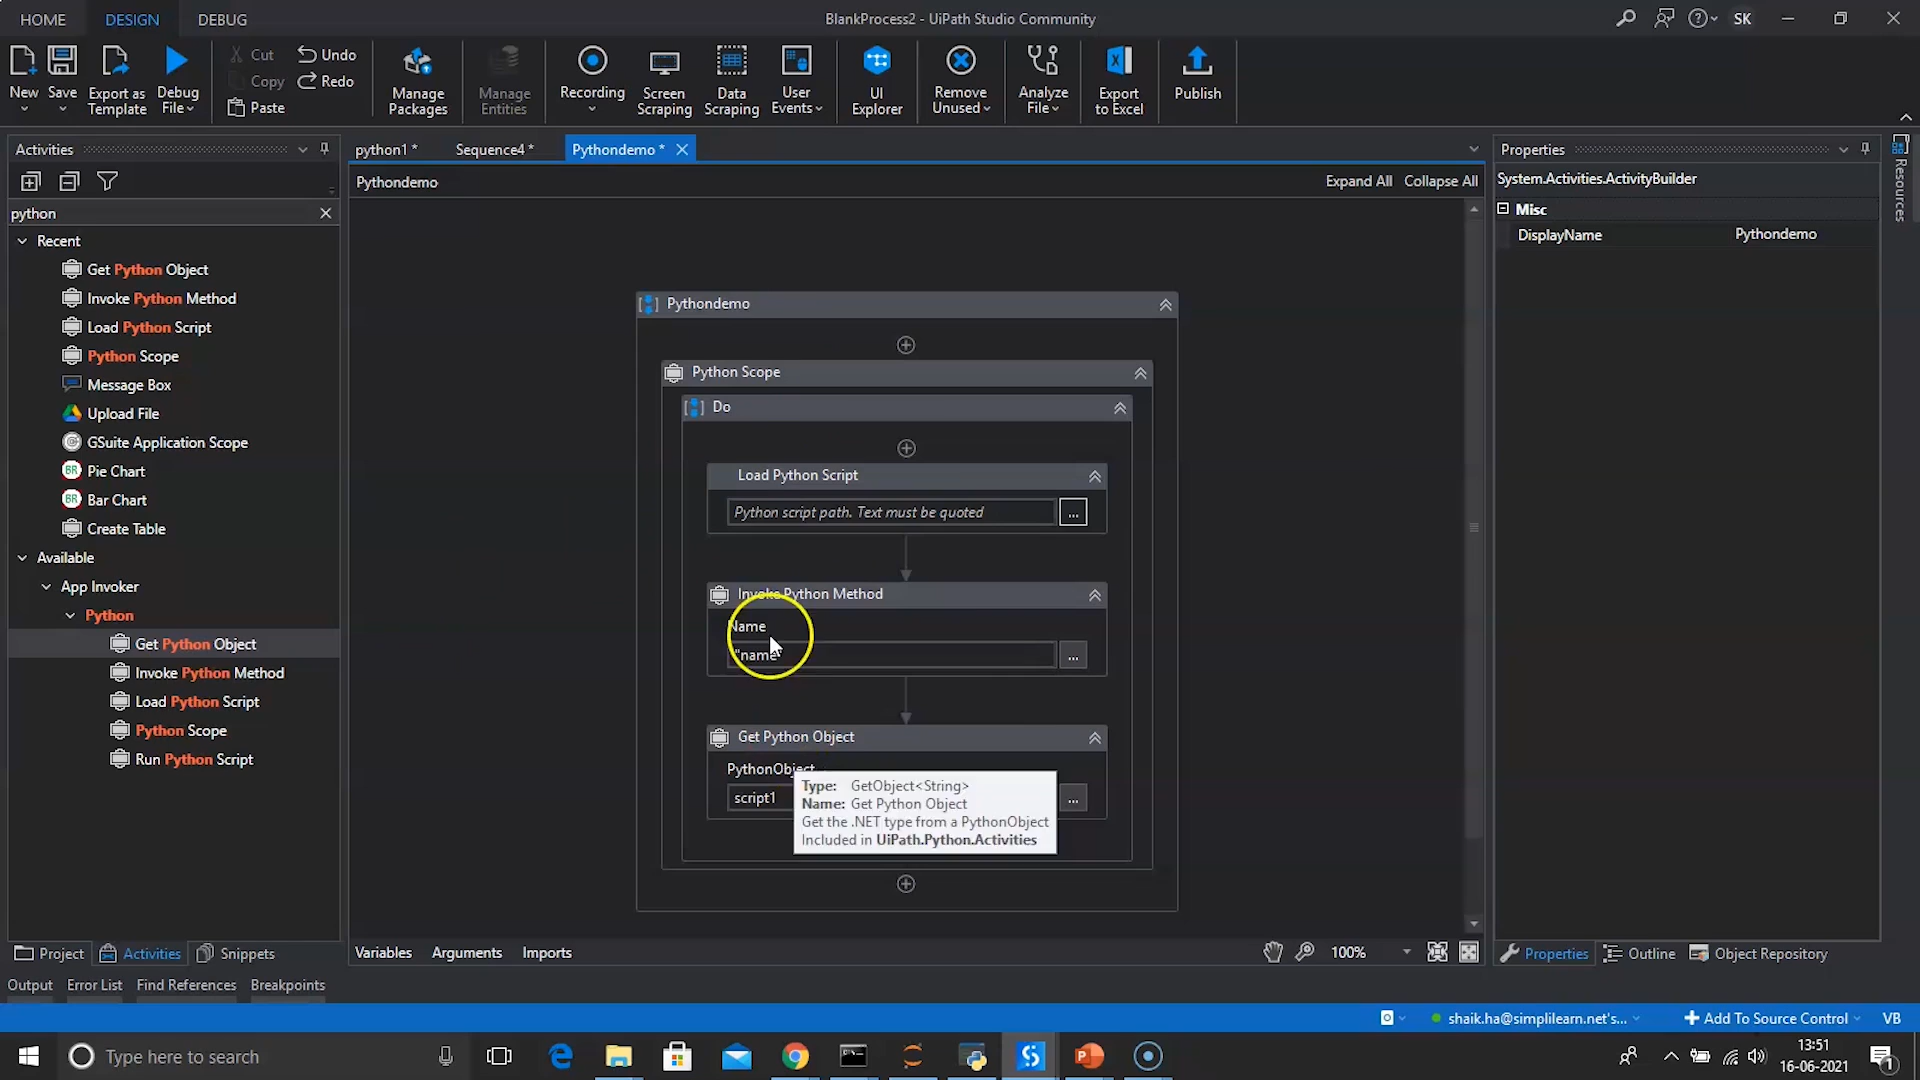 HOME DESIGN DEBUG
BlankProcess2 - UiPath Studio Community
SK
New
Save
Export as
Template
Debug
File
Cut
Copy
Paste
Undo
Redo
Manage
Packages
Manage
Entities
Recording
Screen
Scraping
Data
Scraping
User
Events
UI
Explorer
Remove
Unused
Analyze
File
Export
to Excel
Publish
Activities
python
Recent
Get Python Object
Invoke Python Method
Load Python Script
Python Scope
Message Box
Upload File
GSuite Application Scope
BR Pie Chart
BR Bar Chart
Create Table
Available
App Invoker
Python
Get Python Object
Invoke Python Method
Load Python Script
Python Scope
Run Python Script
Project Activities Snippets
python1 * Sequence4 * Pythondemo *
Pythondemo
Expand All Collapse All
Pythondemo
Python Scope
Do
Load Python Script
Python script path. Text must be quoted
...
Invoke Python Method
Name
"name"
...
Get Python Object
PythonObject
script1
...
Type: GetObject<String>
Name: Get Python Object
Get the .NET type from a PythonObject
Included in UiPath.Python.Activities
Variables Arguments Imports
100%
Properties
System.Activities.ActivityBuilder
Misc
DisplayName Pythondemo
Resources
Properties Outline Object Repository
Output Error List Find References Breakpoints
shaik.ha@simplilearn.net's...
Add To Source Control
VB
Type here to search
13:51
16-06-2021
1